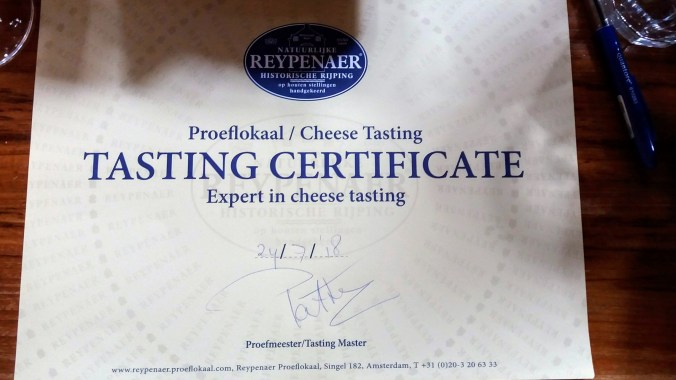 NATUURLIJKE
REYPENAER®
HISTORISCHE RIJPING
op houten stellingen
handgekeerd
Proeflokaal / Cheese Tasting
TASTING CERTIFICATE
Expert in cheese tasting
24/7/'18
Proefmeester/Tasting Master
www.reypenaer.proeflokaal.com, Reypenaer Proeflokaal, Singel 182, Amsterdam, T +31 (0)20-3 20 63 33